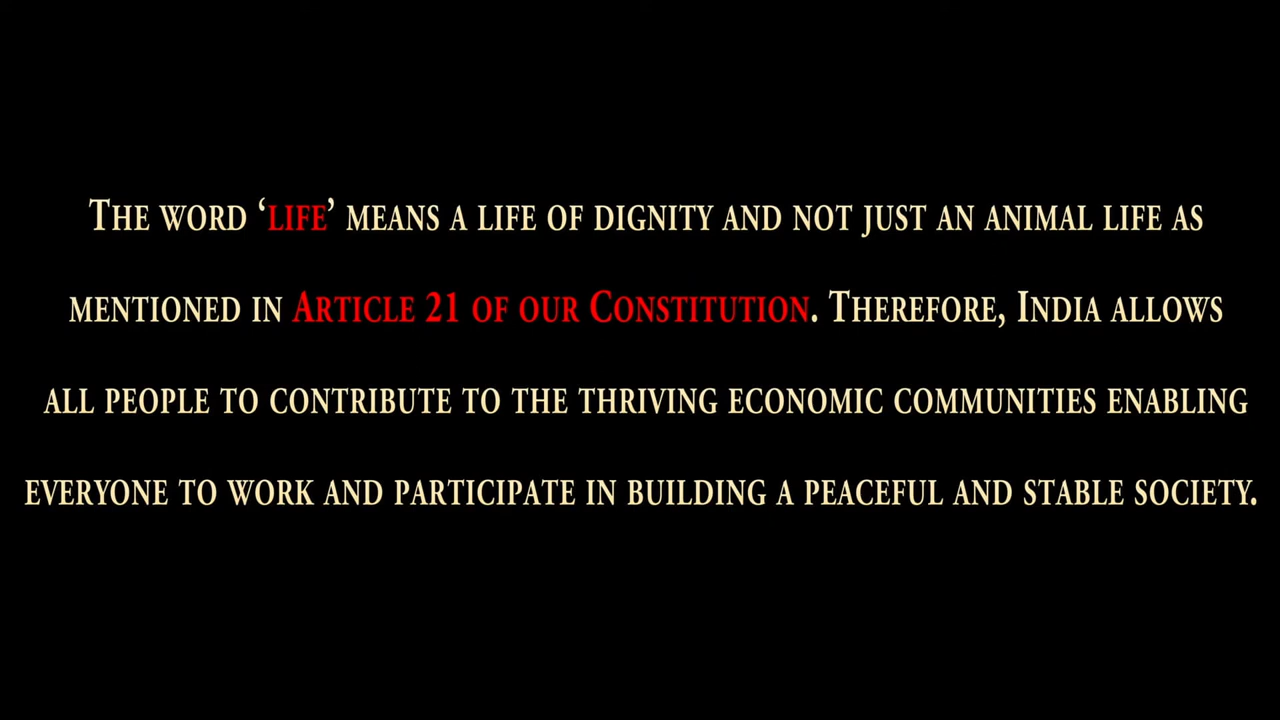 The word ‘life’ means a life of dignity and not just an animal life as
mentioned in Article 21 of our Constitution. Therefore, India allows
all people to contribute to the thriving economic communities enabling
everyone to work and participate in building a peaceful and stable society.